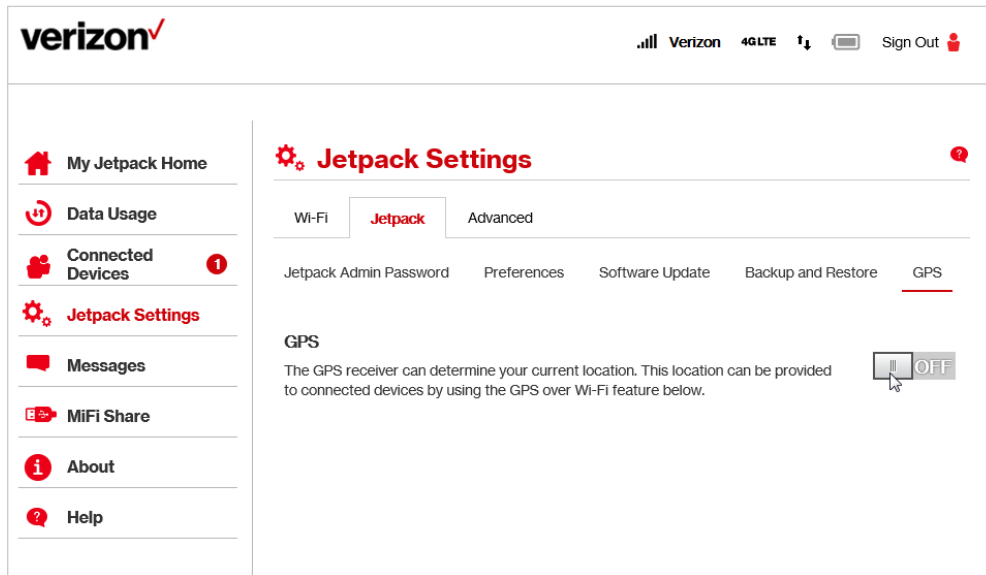 verizon
Verizon 4G LTE Sign Out
My Jetpack Home
Data Usage
Connected
Devices
1
Jetpack Settings
Messages
MiFi Share
About
Help
Jetpack Settings
Wi-Fi Jetpack Advanced
Jetpack Admin Password Preferences Software Update Backup and Restore GPS
GPS
The GPS receiver can determine your current location. This location can be provided
to connected devices by using the GPS over Wi-Fi feature below.
OFF